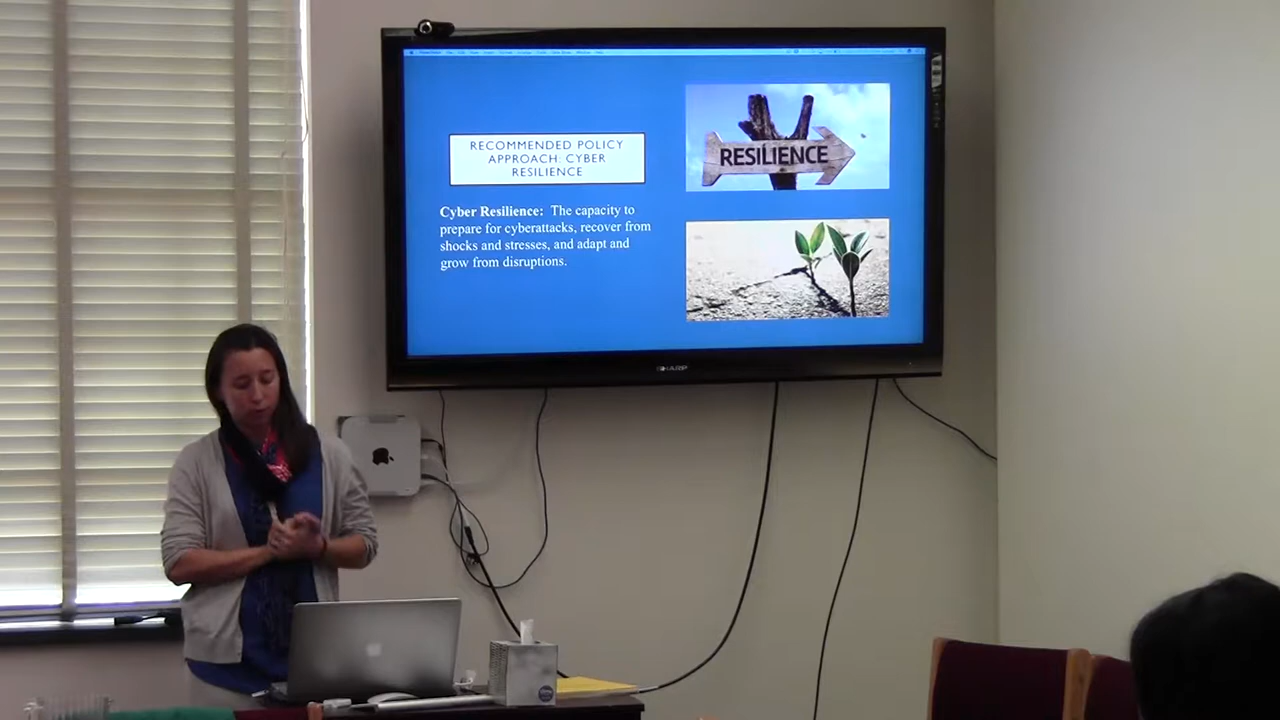 RECOMMENDED POLICY
APPROACH: CYBER
RESILIENCE
Cyber Resilience: The capacity to
prepare for cyberattacks, recover from
shocks and stresses, and adapt and
grow from disruptions.
RESILIENCE
SHARP